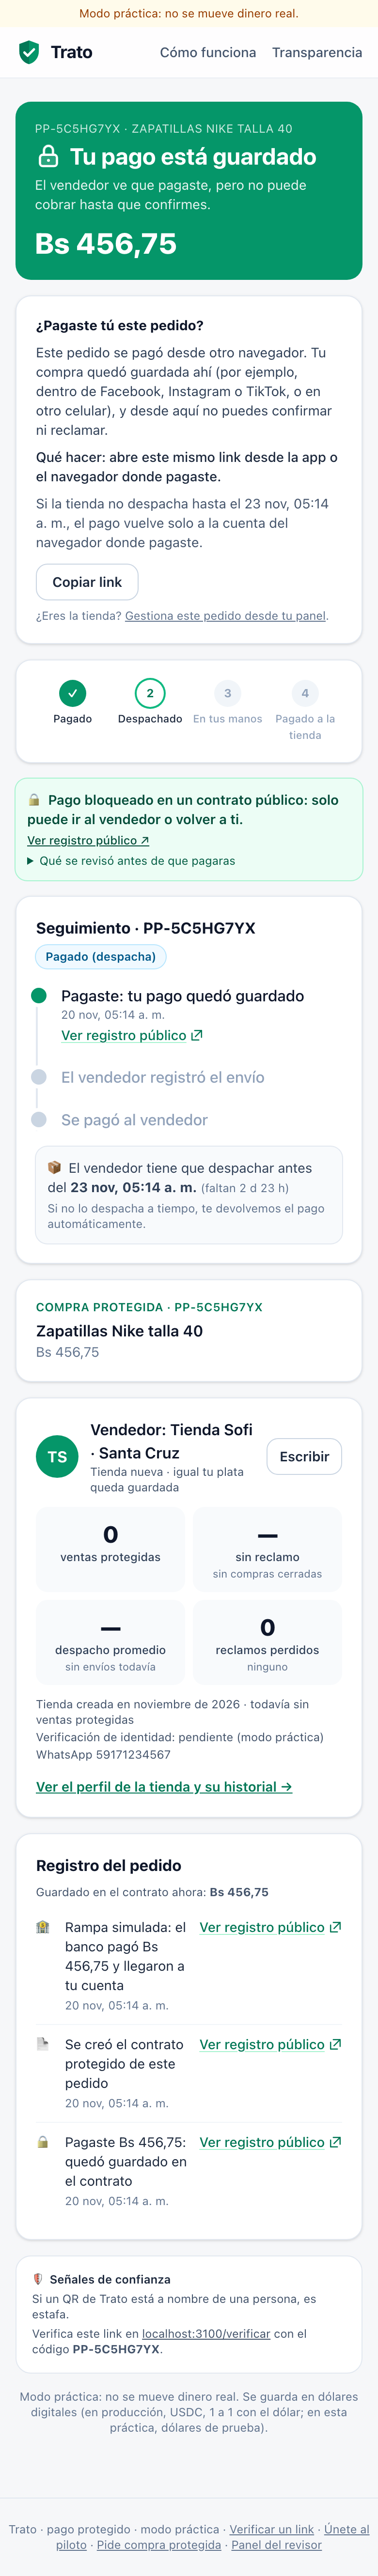 Modo práctica: no se mueve dinero real.
Trato
Cómo funciona
Transparencia
PP-5C5HG7YX · ZAPATILLAS NIKE TALLA 40
Tu pago está guardado
El vendedor ve que pagaste, pero no puede
cobrar hasta que confirmes.
Bs 456,75
¿Pagaste tú este pedido?
Este pedido se pagó desde otro navegador. Tu
compra quedó guardada ahí (por ejemplo,
dentro de Facebook, Instagram o TikTok, o en
otro celular), y desde aquí no puedes confirmar
ni reclamar.
Qué hacer: abre este mismo link desde la app o
el navegador donde pagaste.
Si la tienda no despacha hasta el 23 nov, 05:14
a. m., el pago vuelve solo a la cuenta del
navegador donde pagaste.
Copiar link
¿Eres la tienda? Gestiona este pedido desde tu panel.
Pagado
2
Despachado
3
En tus manos
4
Pagado a la
tienda
🔒 Pago bloqueado en un contrato público: solo
puede ir al vendedor o volver a ti.
Ver registro público ↗
▶ Qué se revisó antes de que pagaras
Seguimiento · PP-5C5HG7YX
Pagado (despacha)
Pagaste: tu pago quedó guardado
20 nov, 05:14 a. m.
Ver registro público
El vendedor registró el envío
Se pagó al vendedor
📦 El vendedor tiene que despachar antes
del 23 nov, 05:14 a. m. (faltan 2 d 23 h)
Si no lo despacha a tiempo, te devolvemos el pago
automáticamente.
COMPRA PROTEGIDA · PP-5C5HG7YX
Zapatillas Nike talla 40
Bs 456,75
TS
Vendedor: Tienda Sofi
· Santa Cruz
Tienda nueva · igual tu plata
queda guardada
Escribir
0
ventas protegidas
—
sin reclamo
sin compras cerradas
—
despacho promedio
sin envíos todavía
0
reclamos perdidos
ninguno
Tienda creada en noviembre de 2026 · todavía sin
ventas protegidas
Verificación de identidad: pendiente (modo práctica)
WhatsApp 59171234567
Ver el perfil de la tienda y su historial →
Registro del pedido
Guardado en el contrato ahora: Bs 456,75
Rampa simulada: el
banco pagó Bs
456,75 y llegaron a
tu cuenta
20 nov, 05:14 a. m.
Ver registro público
Se creó el contrato
protegido de este
pedido
20 nov, 05:14 a. m.
Ver registro público
Pagaste Bs 456,75:
quedó guardado en
el contrato
20 nov, 05:14 a. m.
Ver registro público
Señales de confianza
Si un QR de Trato está a nombre de una persona, es
estafa.
Verifica este link en localhost:3100/verificar con el
código PP-5C5HG7YX.
Modo práctica: no se mueve dinero real. Se guarda en dólares
digitales (en producción, USDC, 1 a 1 con el dólar; en esta
práctica, dólares de prueba).
Trato · pago protegido · modo práctica · Verificar un link · Únete al
piloto · Pide compra protegida · Panel del revisor